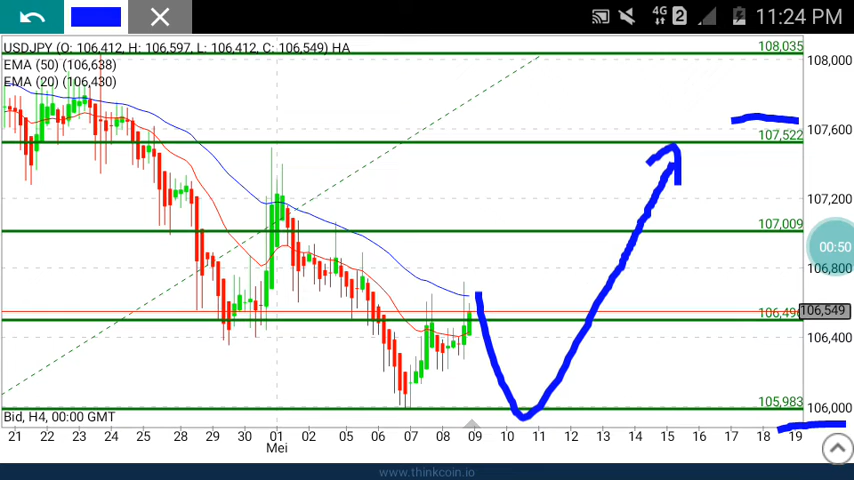 4G 2 11:24 PM
USDJPY (O: 106,412, H: 106,597, L: 106,412, C: 106,549) HA
108,035
EMA (50) (106,638)
108,000
EMA (20) (106,430)
107,600
107,522
107,200
107,009
00:50
106,800
106,549
106,400
105,983
106,000
Bid, H4, 00:00 GMT
21 22 23 24 25 28 29 30 01 02 05 06 07 08 09 10 11 12 13 14 15 16 17 18 19
Mei
www.thinkcoin.io